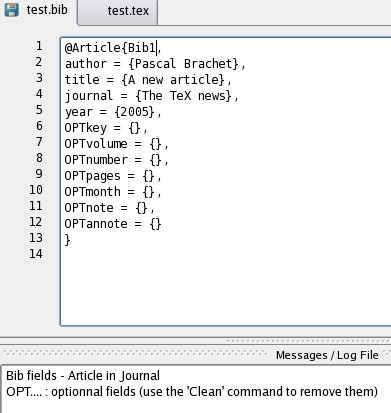 test.bib
test.tex
1 @Article{Bib1,
2 author = {Pascal Brachet},
3 title = {A new article},
4 journal = {The TeX news},
5 year = {2005},
6 OPTkey = {},
7 OPTvolume = {},
8 OPTnumber = {},
9 OPTpages = {},
10 OPTmonth = {},
11 OPTnote = {},
12 OPTannote = {}
13 }
14
Messages / Log File
Bib fields - Article in Journal
OPT.... : optionnal fields (use the 'Clean' command to remove them)